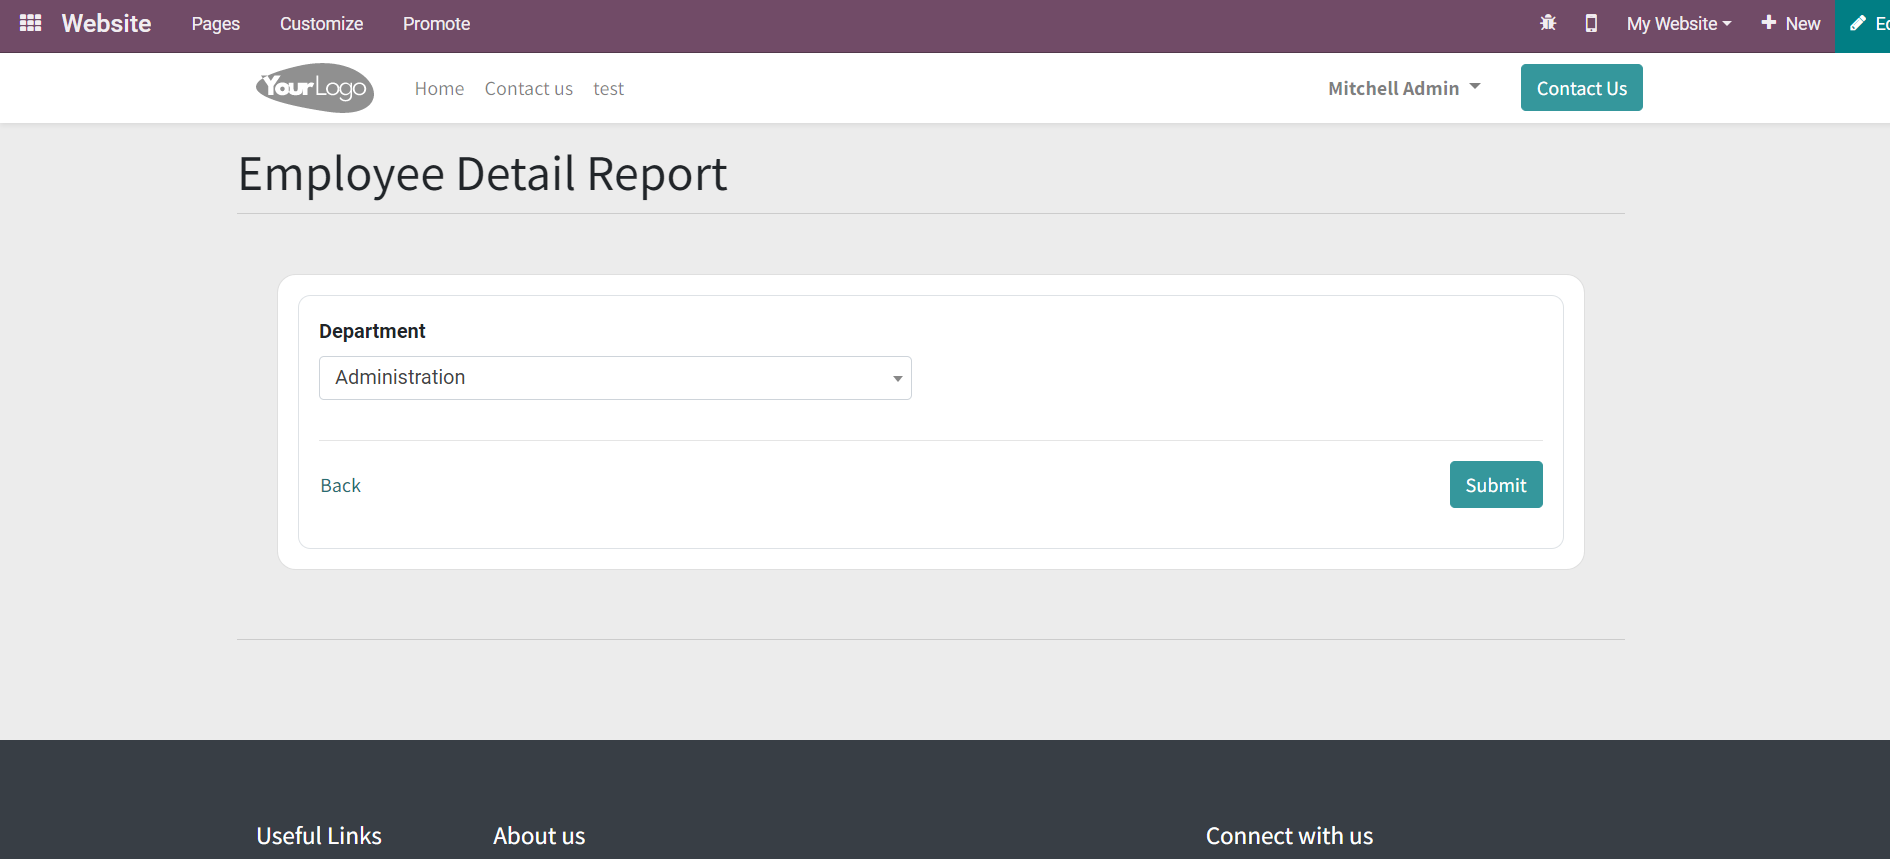 Website Pages Customize Promote My Website New
YourLogo Home Contact us test Mitchell Admin Contact Us
Employee Detail Report
Department
Administration
Back Submit
Useful Links About us Connect with us